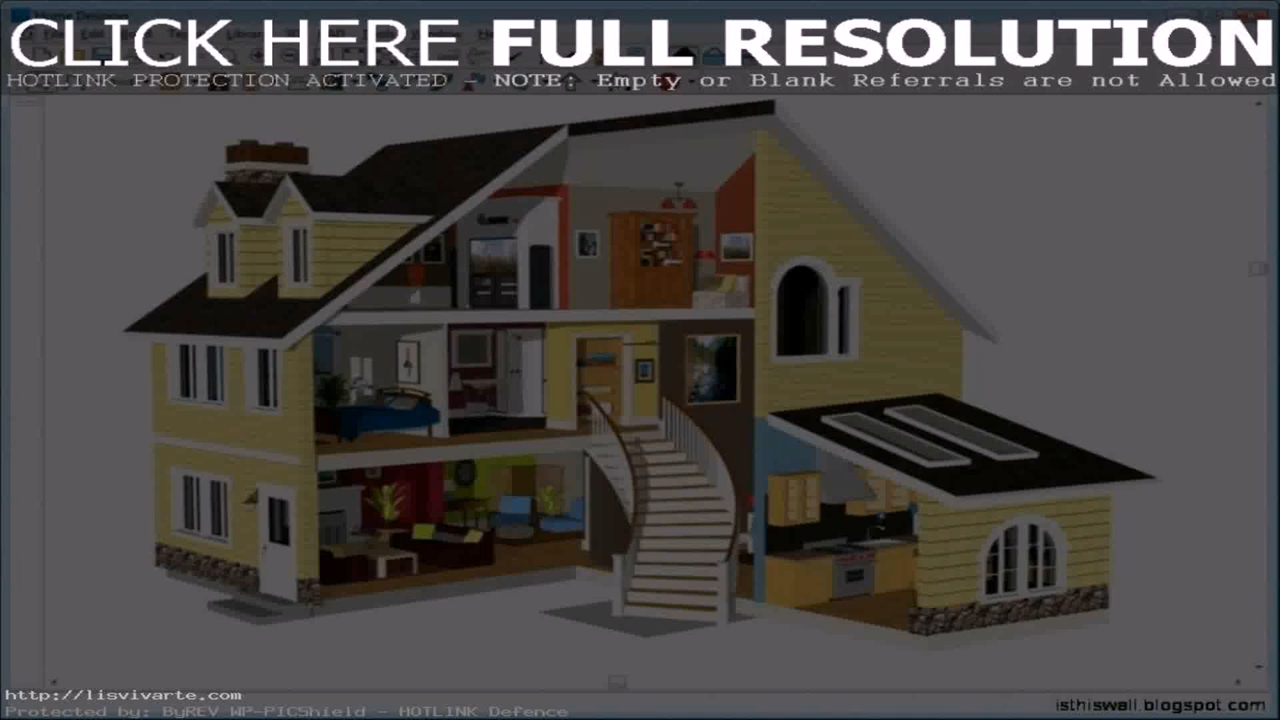 CLICK HERE FULL RESOLUTION
HOTLINK PROTECTION ACTIVATED - NOTE: Empty or Blank Referrals are not Allowed
http://lisvivarte.com
Protected by: ByREV WP-PICShield - HOTLINK Defence
isthiswall.blogspot.com